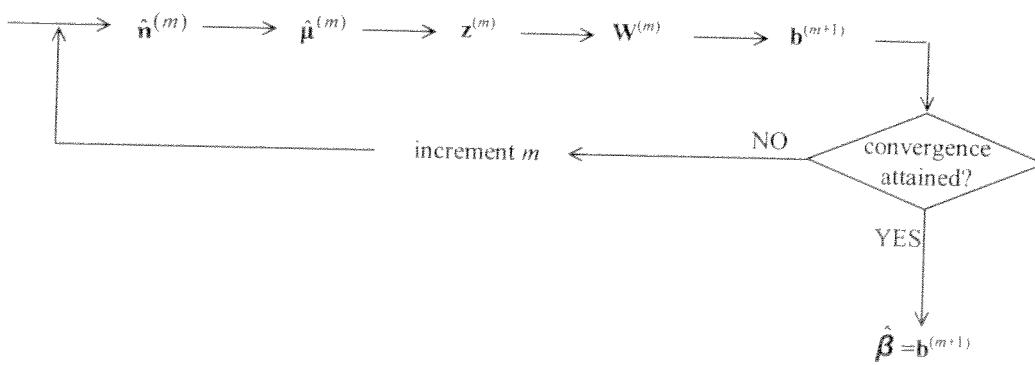 n̂^(m) → μ̂^(m) → z^(m) → W^(m) → b^(m+1)
NO
increment m
convergence
attained?
YES
β̂ = b^(m+1)